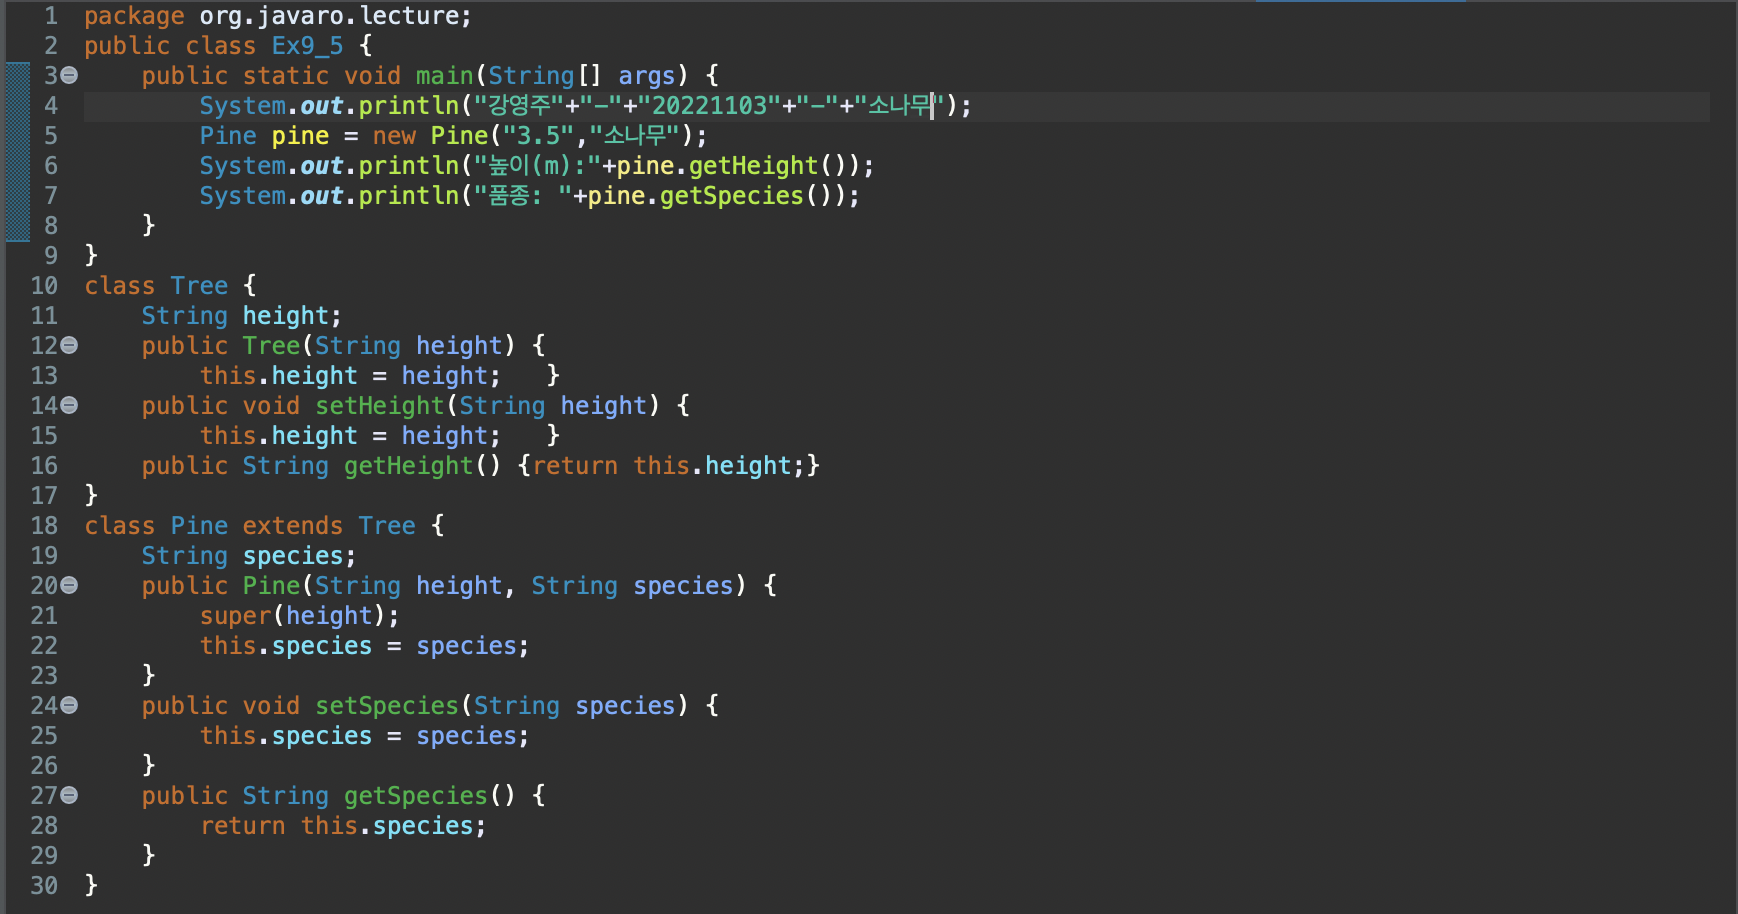 1 package org.javaro.lecture;
2 public class Ex9_5 {
3 public static void main(String[] args) {
4 System.out.println("강영주"+"-"+"20221103"+"-"+"소나무");
5 Pine pine = new Pine("3.5","소나무");
6 System.out.println("높이(m):"+pine.getHeight());
7 System.out.println("품종: "+pine.getSpecies());
8 }
9 }
10 class Tree {
11 String height;
12 public Tree(String height) {
13 this.height = height; }
14 public void setHeight(String height) {
15 this.height = height; }
16 public String getHeight() {return this.height;}
17 }
18 class Pine extends Tree {
19 String species;
20 public Pine(String height, String species) {
21 super(height);
22 this.species = species;
23 }
24 public void setSpecies(String species) {
25 this.species = species;
26 }
27 public String getSpecies() {
28 return this.species;
29 }
30 }